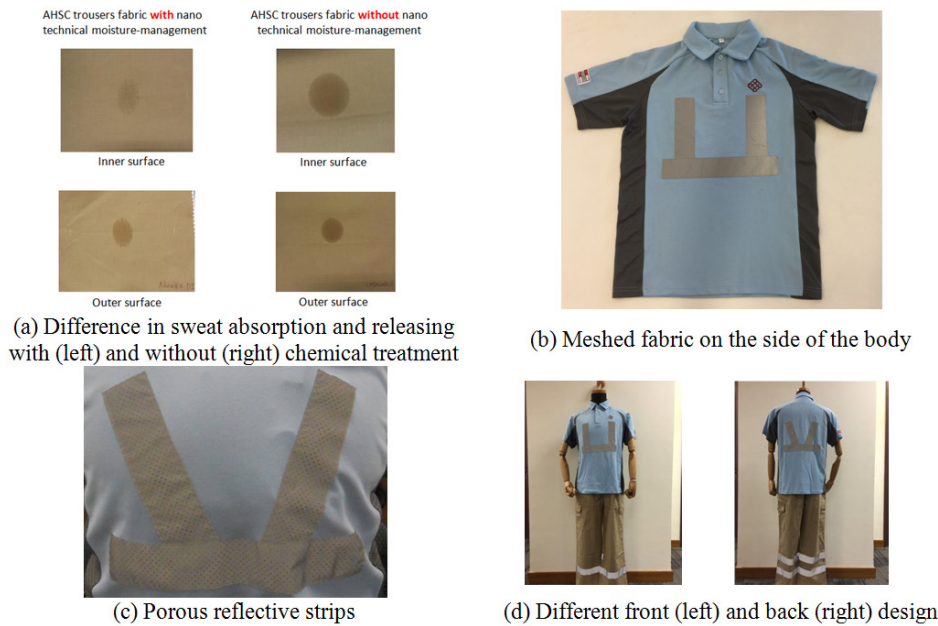 AHSC trousers fabric with nano
technical moisture-management
AHSC trousers fabric without nano
technical moisture-management
Inner surface
Inner surface
Outer surface
Outer surface
(a) Difference in sweat absorption and releasing
with (left) and without (right) chemical treatment
(b) Meshed fabric on the side of the body
(c) Porous reflective strips
(d) Different front (left) and back (right) design